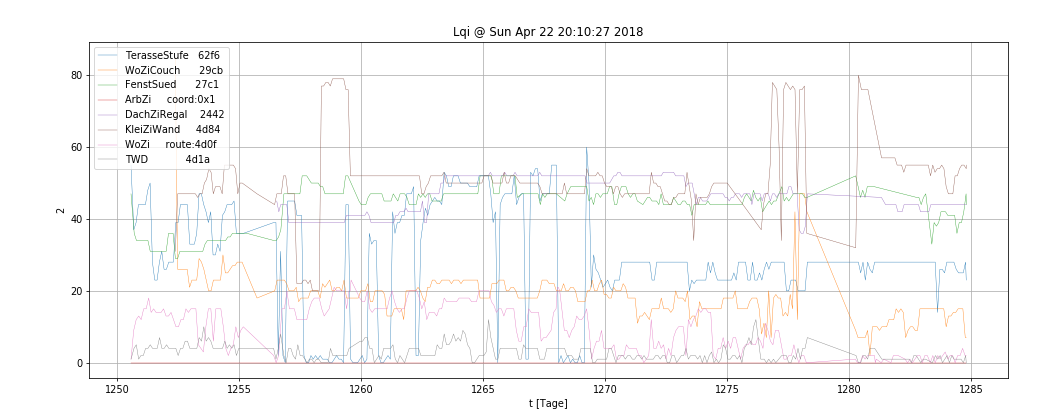 Lqi @ Sun Apr 22 20:10:27 2018
TerasseStufe 62f6
WoZiCouch 29cb
FenstSued 27c1
ArbZi coord:0x1
DachZiRegal 2442
KleiZiWand 4d84
WoZi route:4d0f
TWD 4d1a
80
60
40
20
0
2
1250 1255 1260 1265 1270 1275 1280 1285
t [Tage]